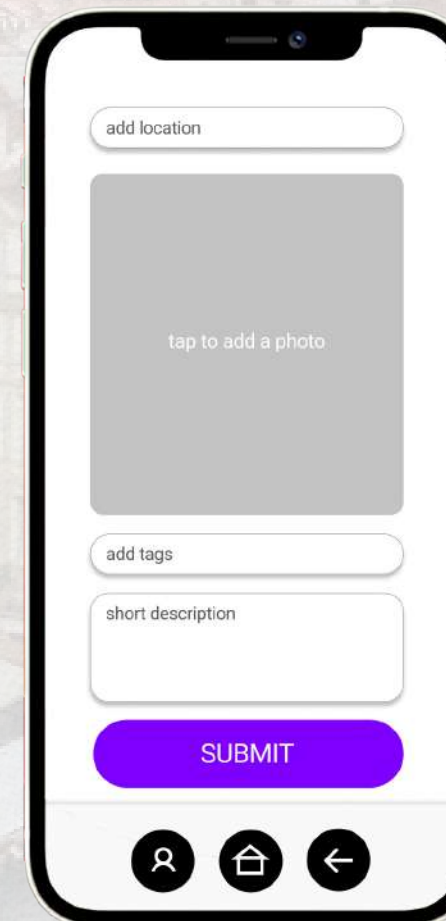 add location
tap to add a photo
add tags
short description
SUBMIT